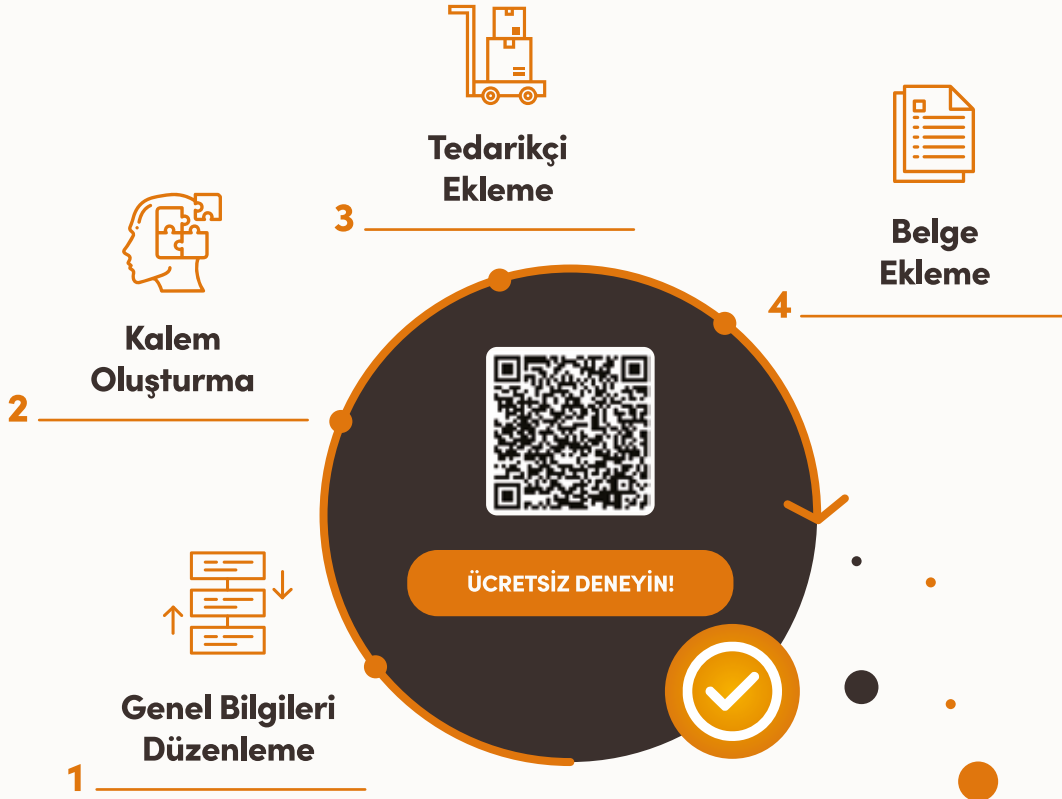 Tedarikçi
Ekleme
3
Belge
Ekleme
4
Kalem
Oluşturma
2
ÜCRETSİZ DENEYİN!
Genel Bilgileri
Düzenleme
1